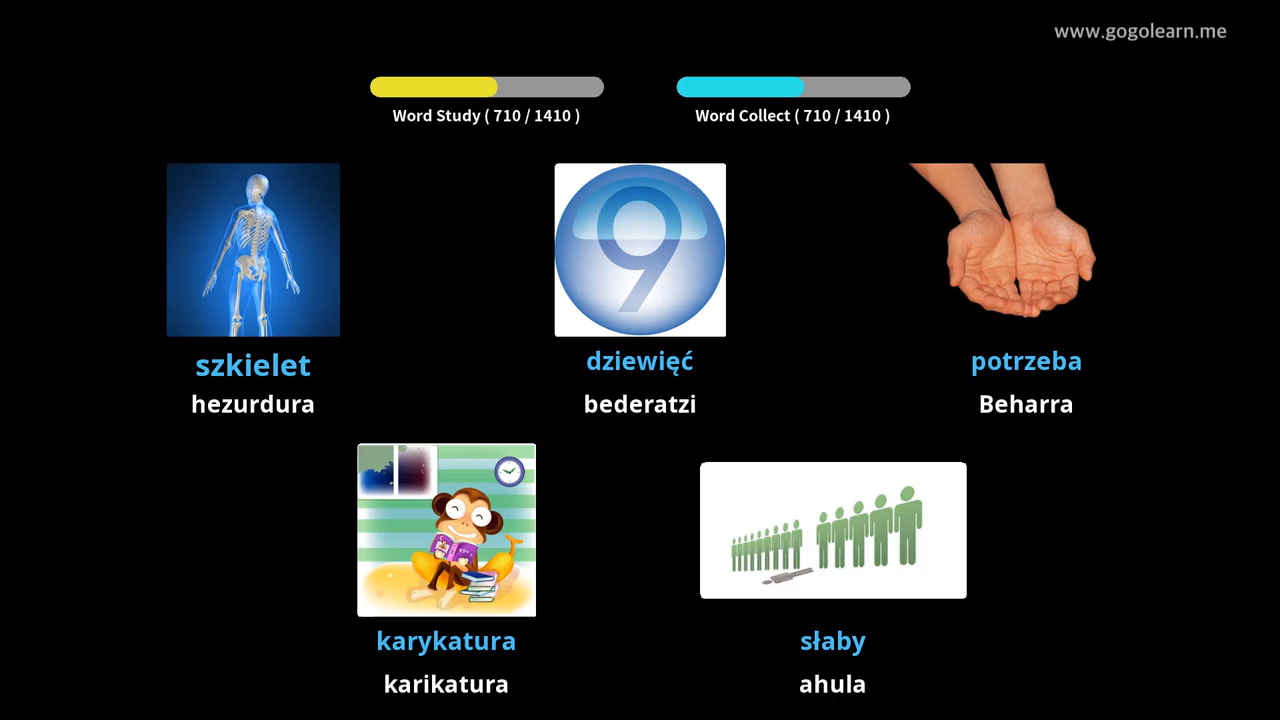 www.gogolearn.me
Word Study ( 710 / 1410 )
Word Collect ( 710 / 1410 )
9
szkielet
hezurdura
dziewięć
bederatzi
potrzeba
Beharra
karykatura
karikatura
słaby
ahula